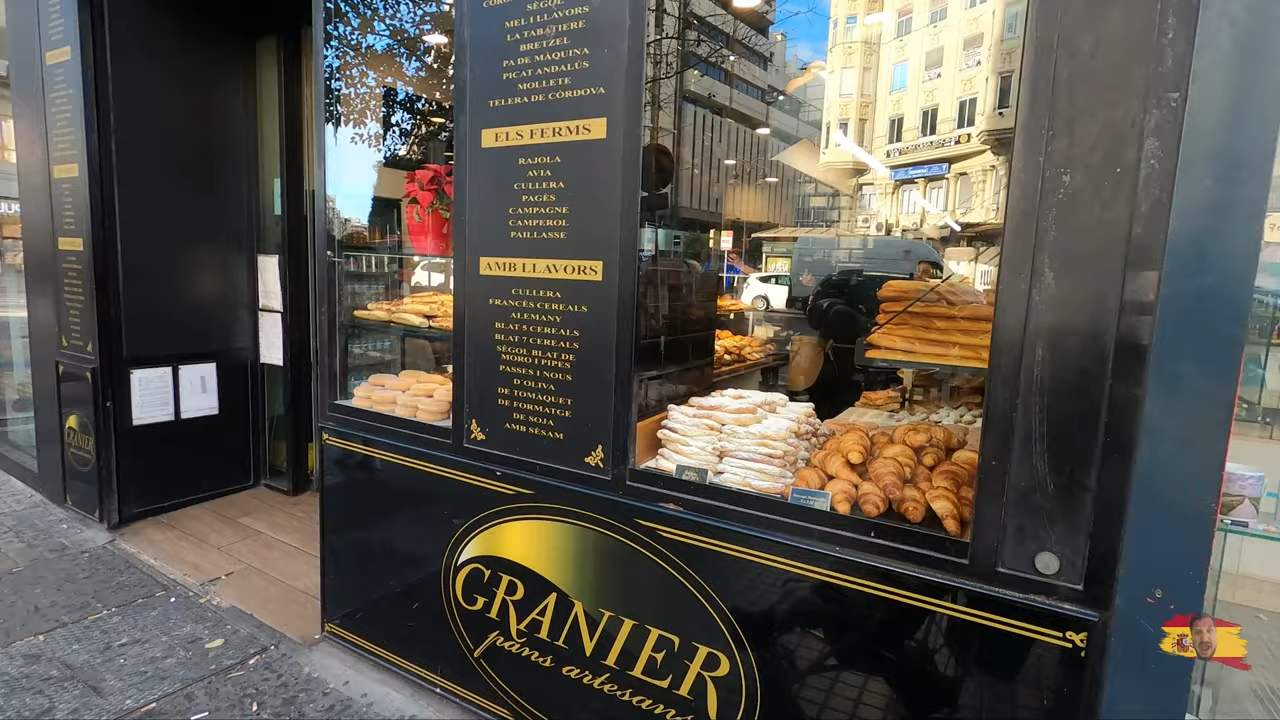 SÈGOL
MEL I LLAVORS
LA TABATIERE
BRETZEL
PA DE MÀQUINA
PICAT ANDALÚS
MOLLETE
TELERA DE CÒRDOVA
ELS FERMS
RAJOLA
AVIA
CULLERA
PAGÈS
CAMPAGNE
CAMPEROL
PAILLASSE
AMB LLAVORS
CULLERA
FRANCÈS CEREALS
ALEMANY
BLAT 5 CEREALS
BLAT 7 CEREALS
SÈGOL BLAT DE
MORO I PIPES
PASSES I NOUS
D'OLIVA
DE TOMÀQUET
DE FORMATGE
DE SOJA
AMB SÈSAM
GRANIER
GRANIER
pans artesans